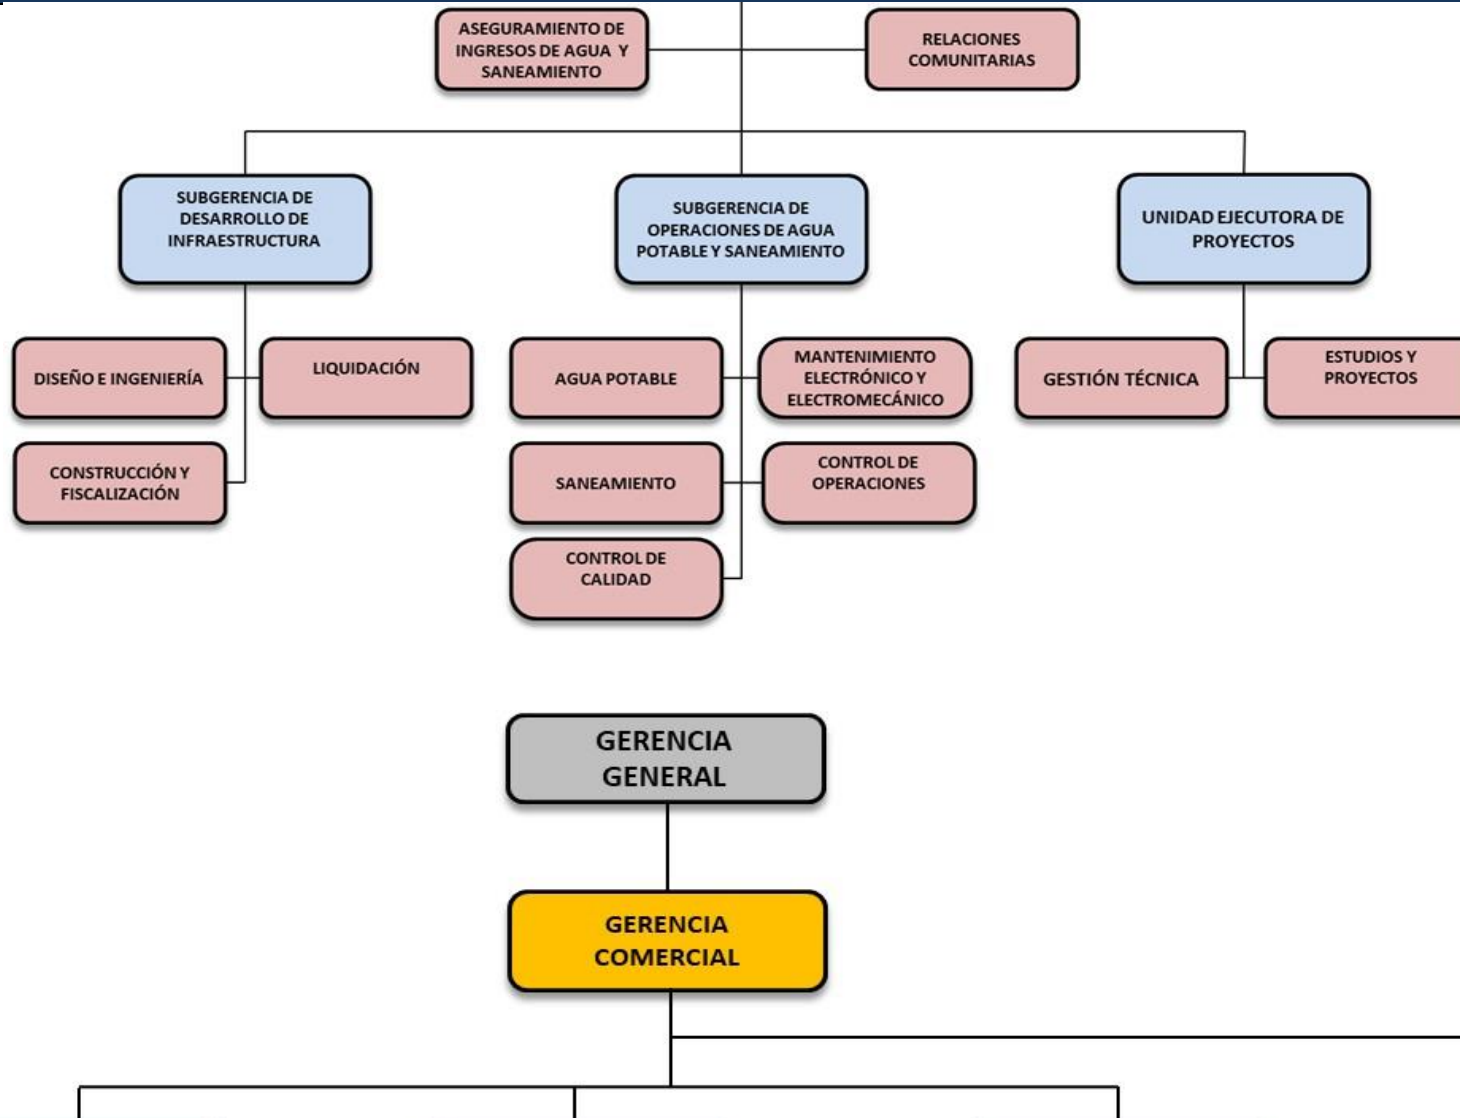 ASEGURAMIENTO DE
INGRESOS DE AGUA Y
SANEAMIENTO
RELACIONES
COMUNITARIAS
SUBGERENCIA DE
DESARROLLO DE
INFRAESTRUCTURA
SUBGERENCIA DE
OPERACIONES DE AGUA
POTABLE Y SANEAMIENTO
UNIDAD EJECUTORA DE
PROYECTOS
DISEÑO E INGENIERÍA
LIQUIDACIÓN
AGUA POTABLE
MANTENIMIENTO
ELECTRÓNICO Y
ELECTROMECÁNICO
GESTIÓN TÉCNICA
ESTUDIOS Y
PROYECTOS
CONSTRUCCIÓN Y
FISCALIZACIÓN
SANEAMIENTO
CONTROL DE
OPERACIONES
CONTROL DE
CALIDAD
GERENCIA
GENERAL
GERENCIA
COMERCIAL